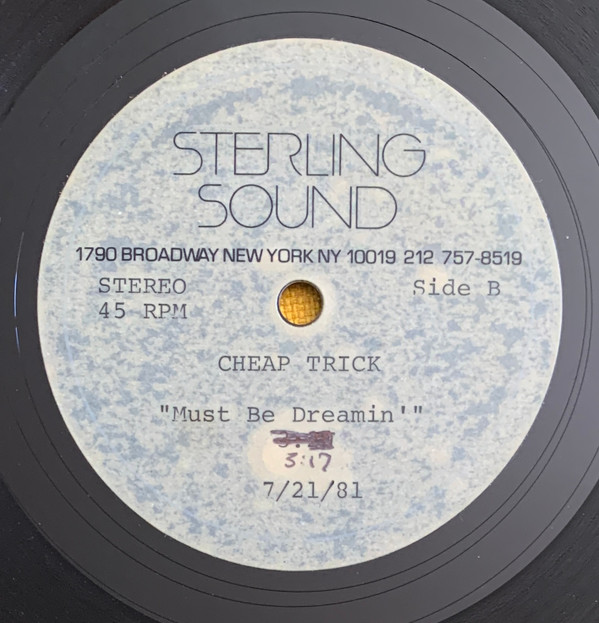 STERLING
SOUND
1790 BROADWAY NEW YORK NY 10019 212 757-8519
STEREO
Side B
45 RPM
CHEAP TRICK
"Must Be Dreamin'"
3:17
7/21/81